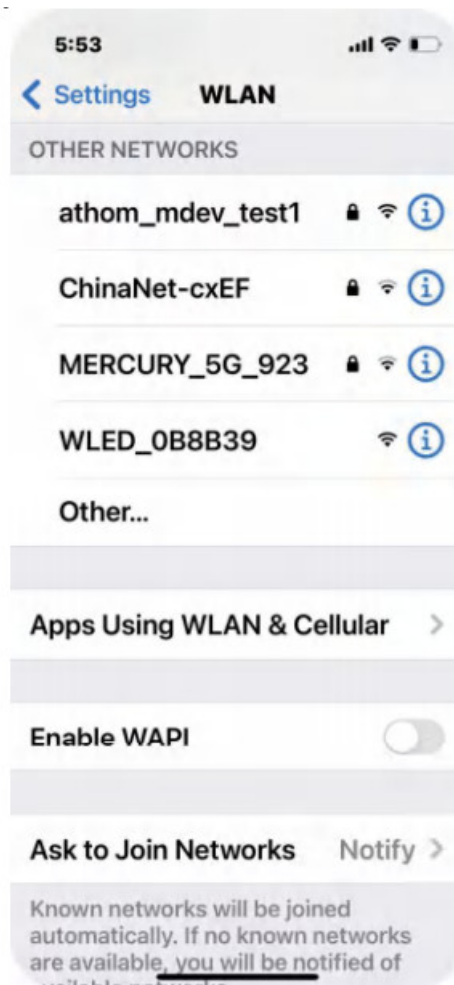 5:53
Settings WLAN
OTHER NETWORKS
athom_mdev_test1
ChinaNet-cxEF
MERCURY_5G_923
WLED_0B8B39
Other...
Apps Using WLAN & Cellular
Enable WAPI
Ask to Join Networks Notify
Known networks will be joined
automatically. If no known networks
are available, you will be notified of